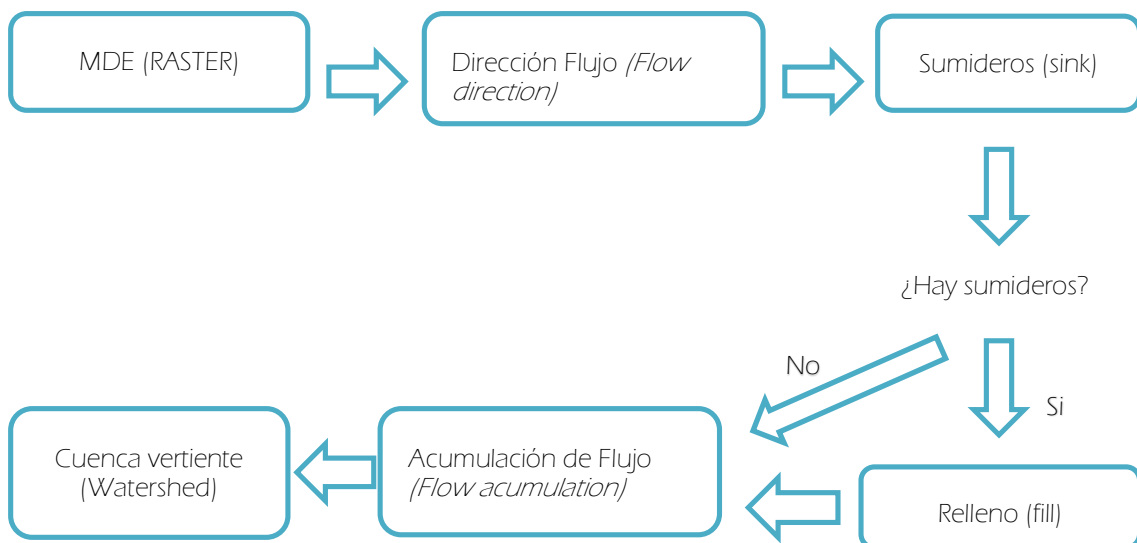 MDE (RASTER)
Dirección Flujo (Flow
direction)
Sumideros (sink)
¿Hay sumideros?
No
Si
Cuenca vertiente
(Watershed)
Acumulación de Flujo
(Flow acumulation)
Relleno (fill)